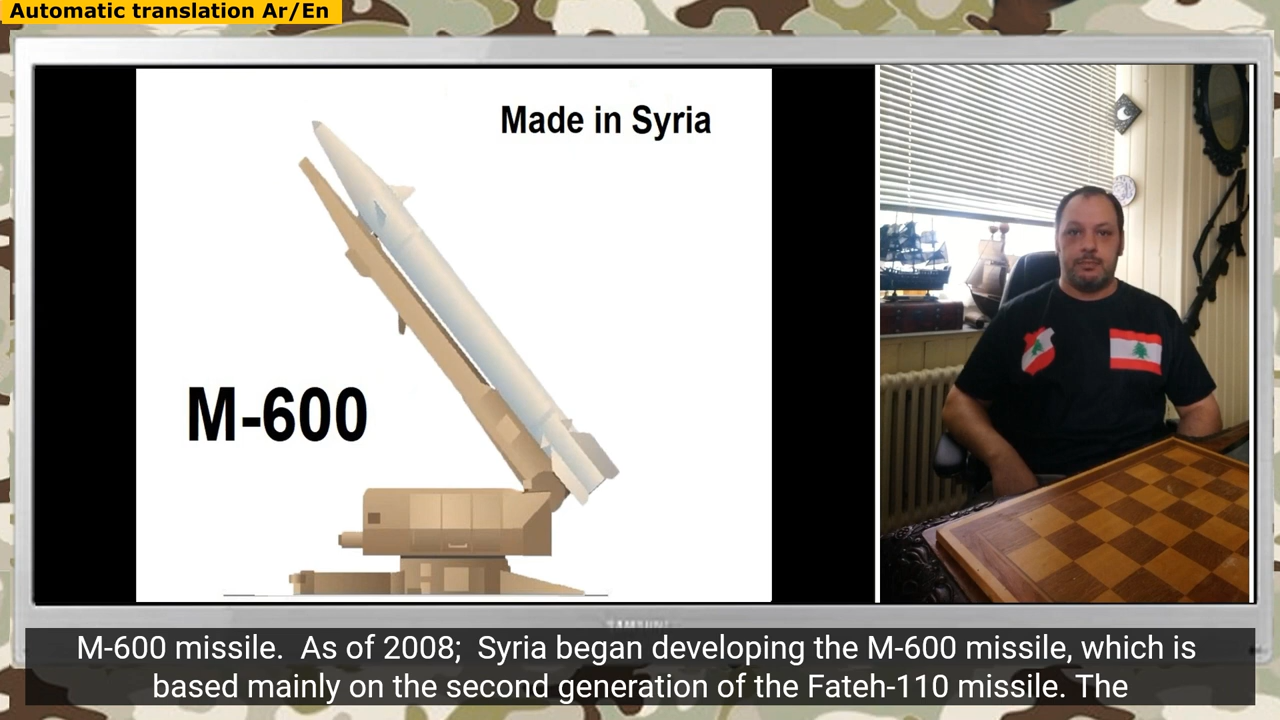 Automatic translation Ar/En
Made in Syria
M-600
M-600 missile.  As of 2008;  Syria began developing the M-600 missile, which is
based mainly on the second generation of the Fateh-110 missile. The